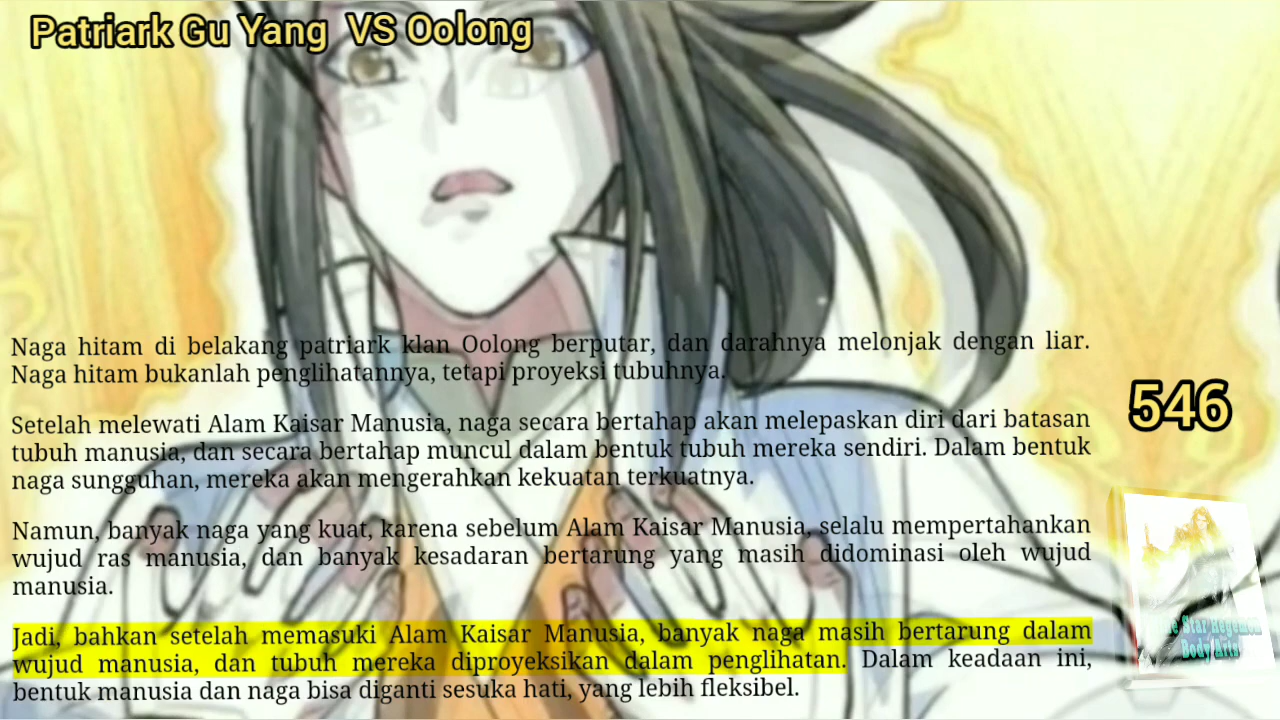 Patriark Gu Yang VS Oolong
Naga hitam di belakang patriark klan Oolong berputar, dan darahnya melonjak dengan liar.
Naga hitam bukanlah penglihatannya, tetapi proyeksi tubuhnya.
Setelah melewati Alam Kaisar Manusia, naga secara bertahap akan melepaskan diri dari batasan
tubuh manusia, dan secara bertahap muncul dalam bentuk tubuh mereka sendiri. Dalam bentuk
naga sungguhan, mereka akan mengerahkan kekuatan terkuatnya.
546
Namun, banyak naga yang kuat, karena sebelum Alam Kaisar Manusia, selalu mempertahankan
wujud ras manusia, dan banyak kesadaran bertarung yang masih didominasi oleh wujud
manusia.
Jadi, bahkan setelah memasuki Alam Kaisar Manusia, banyak naga masih bertarung dalam
wujud manusia, dan tubuh mereka diproyeksikan dalam penglihatan. Dalam keadaan ini,
bentuk manusia dan naga bisa diganti sesuka hati, yang lebih fleksibel.
Star
Body Arts